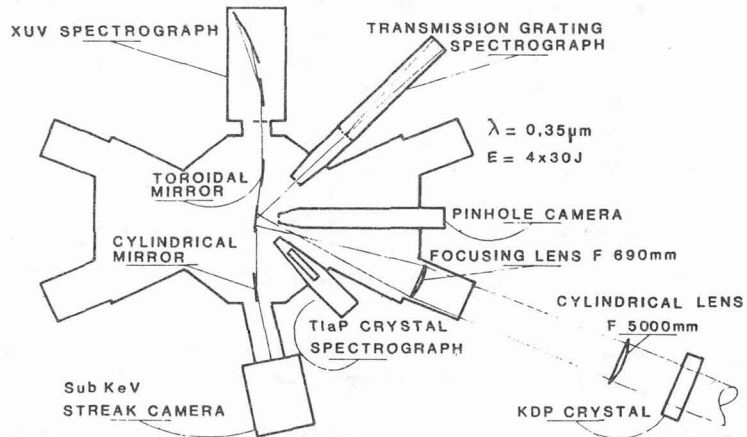 XUV SPECTROGRAPH
TRANSMISSION GRATING
SPECTROGRAPH
λ = 0,35µm
E = 4x30J
TOROIDAL
MIRROR
PINHOLE CAMERA
CYLINDRICAL
MIRROR
FOCUSING LENS F 690mm
CYLINDRICAL LENS
F 5000mm
TlaP CRYSTAL
SPECTROGRAPH
Sub KeV
STREAK CAMERA
KDP CRYSTAL